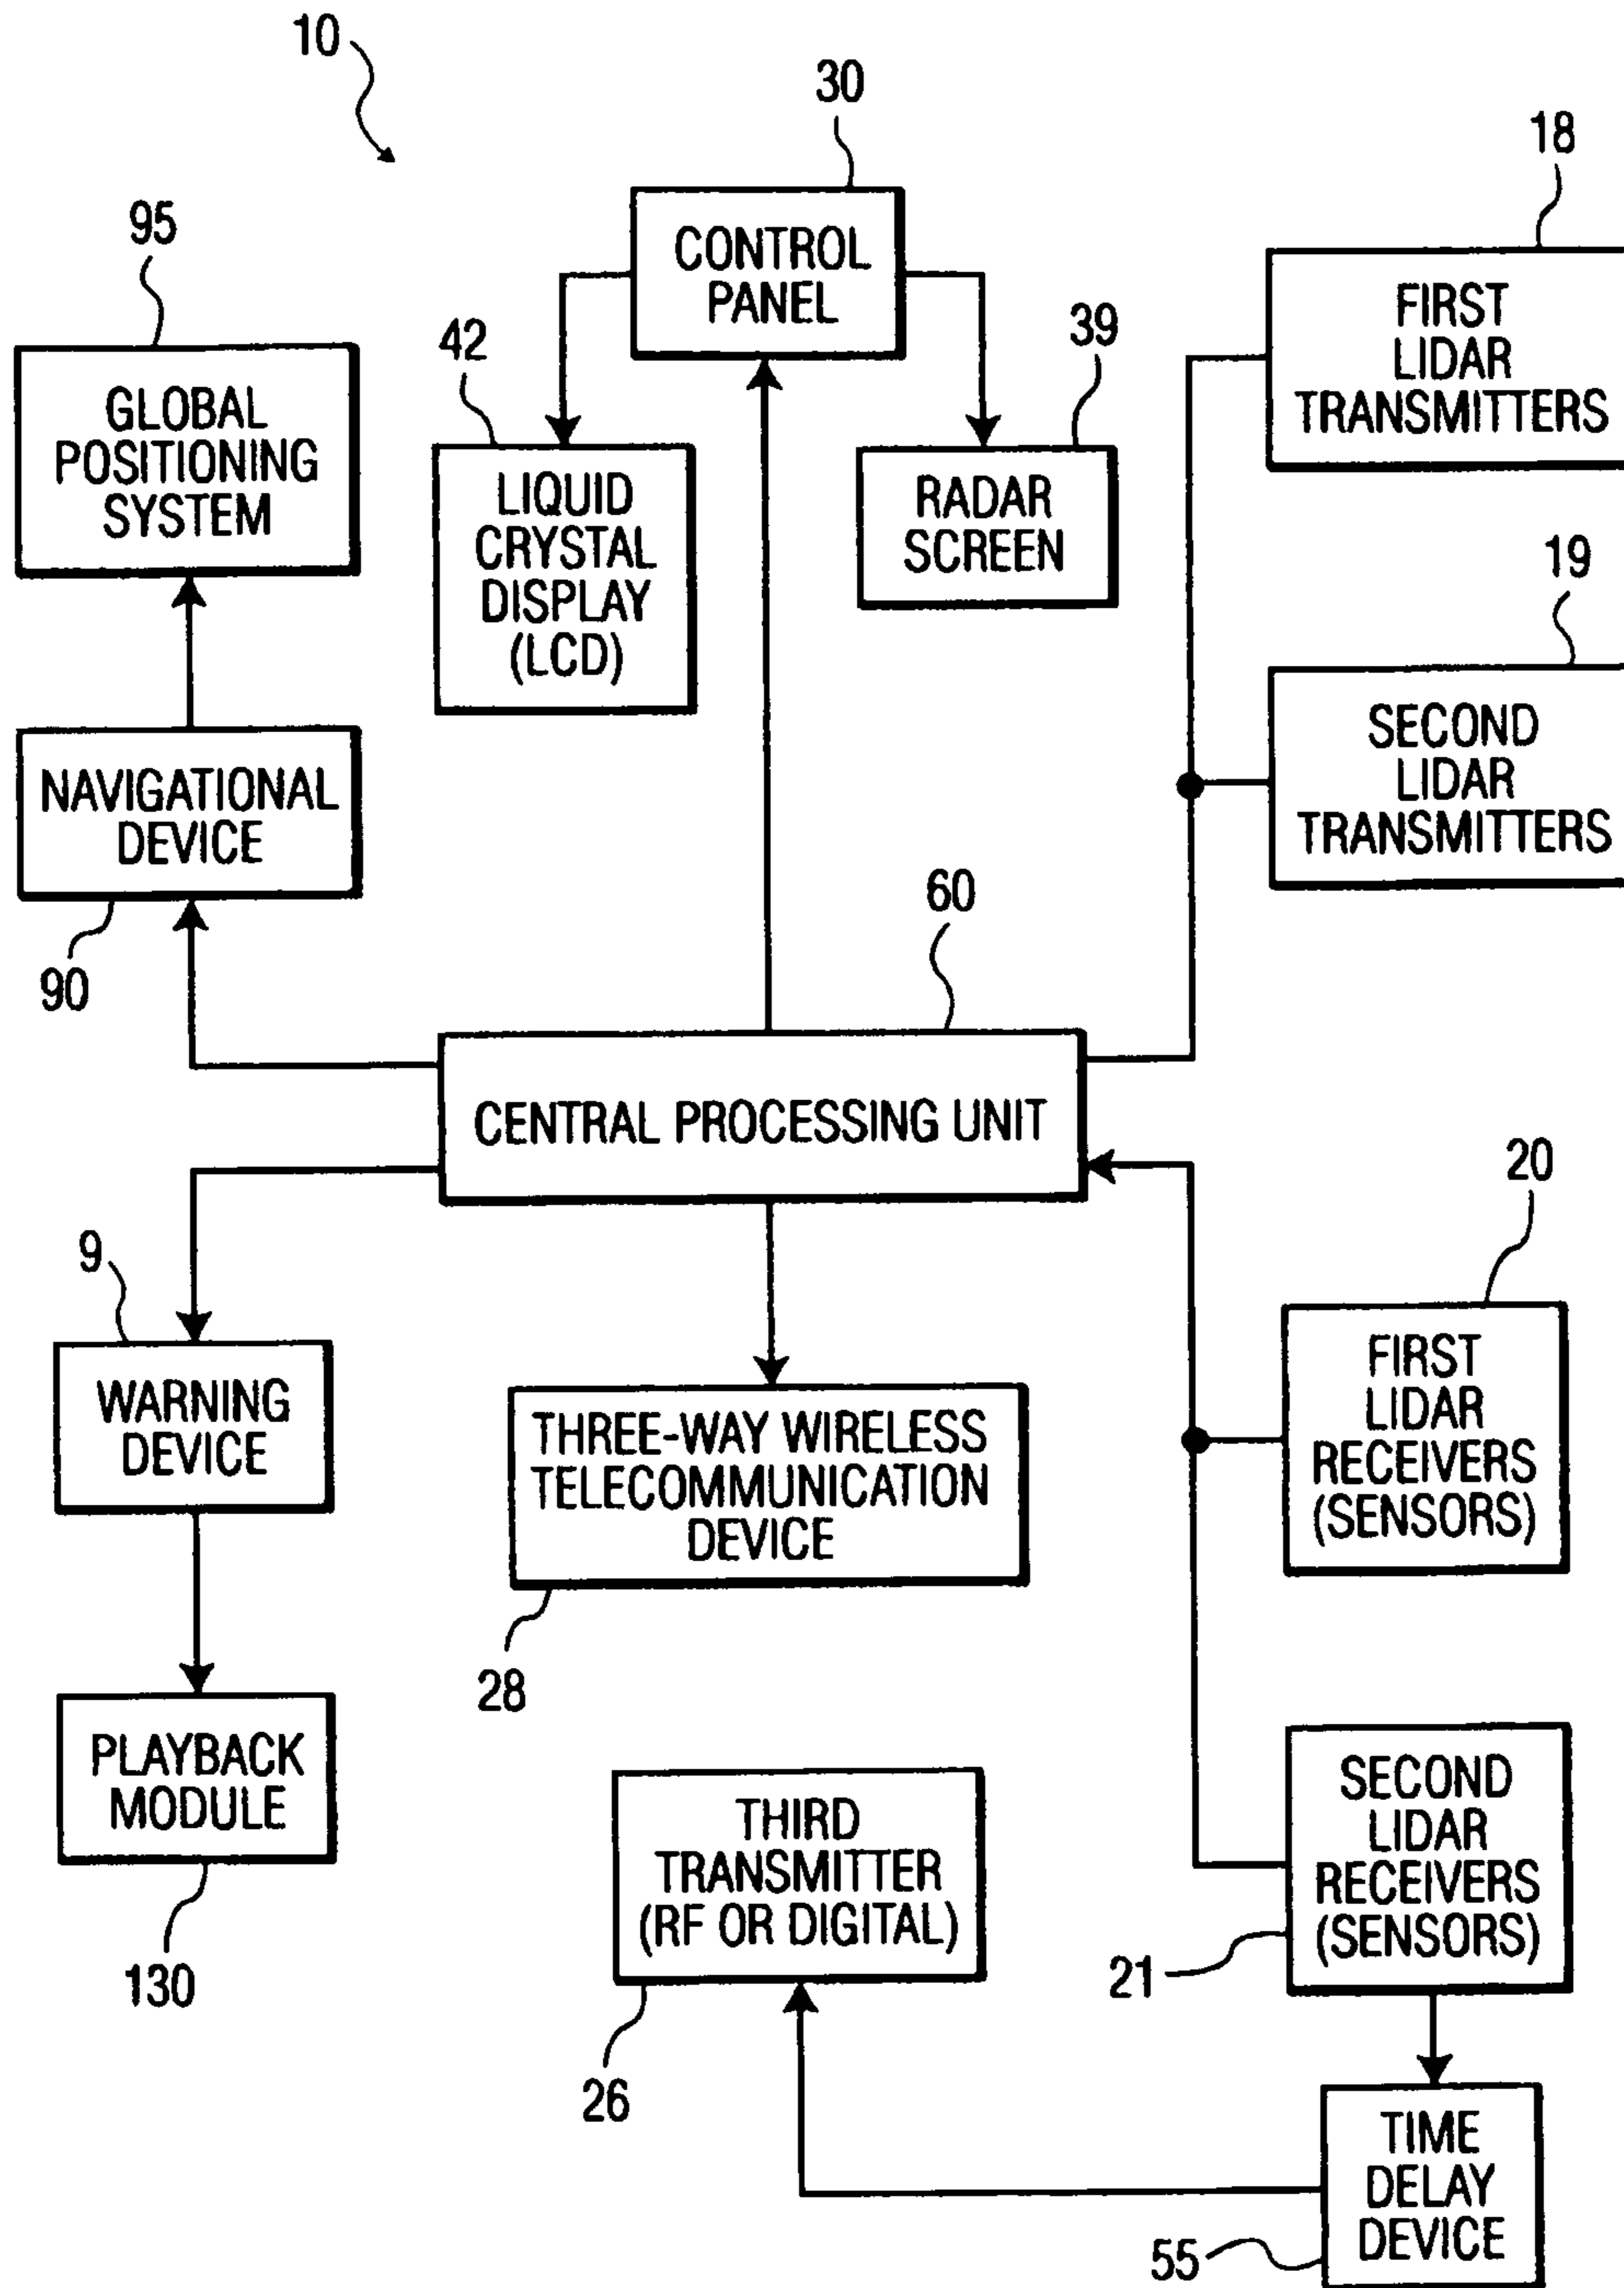 10
30
CONTROL
PANEL
18
FIRST
LIDAR
TRANSMITTERS
95
GLOBAL
POSITIONING
SYSTEM
42
LIQUID
CRYSTAL
DISPLAY
(LCD)
39
RADAR
SCREEN
19
SECOND
LIDAR
TRANSMITTERS
NAVIGATIONAL
DEVICE
90
60
CENTRAL PROCESSING UNIT
9
WARNING
DEVICE
THREE-WAY WIRELESS
TELECOMMUNICATION
DEVICE
28
20
FIRST
LIDAR
RECEIVERS
(SENSORS)
PLAYBACK
MODULE
130
THIRD
TRANSMITTER
(RF OR DIGITAL)
26
SECOND
LIDAR
RECEIVERS
(SENSORS)
21
TIME
DELAY
DEVICE
55